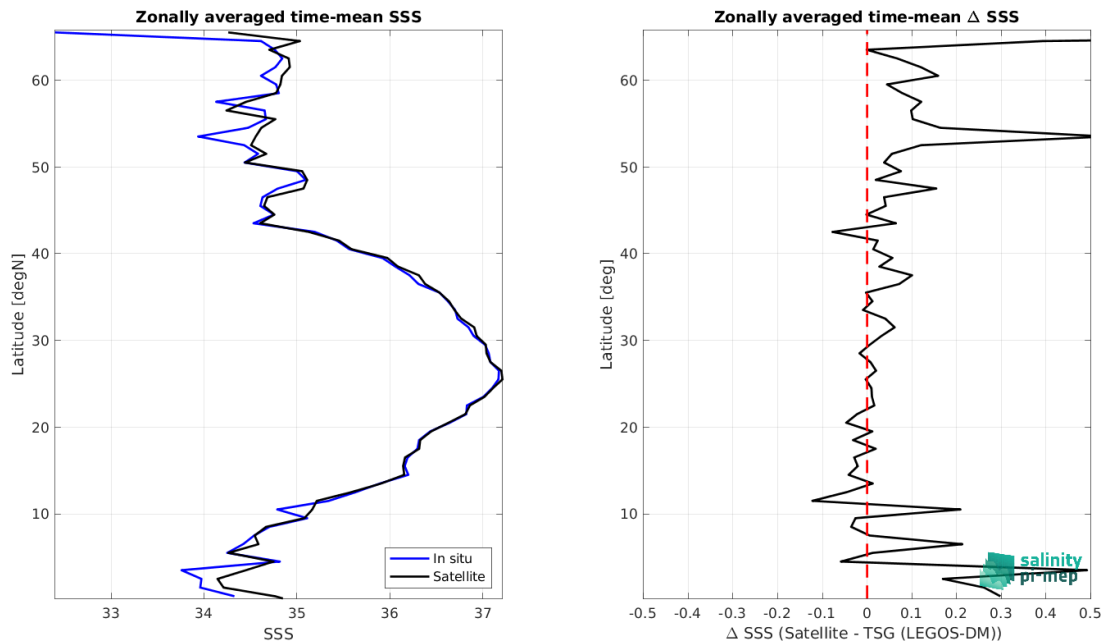 Zonally averaged time-mean SSS
60
50
40
30
20
10
Latitude [degN]
33
34
35
36
37
SSS
In situ
Satellite
Zonally averaged time-mean Δ SSS
60
50
40
30
20
10
Latitude [deg]
-0.5
-0.4
-0.3
-0.2
-0.1
0
0.1
0.2
0.3
0.4
0.5
Δ SSS (Satellite - TSG (LEGOS-DM))
salinity
pi-mep